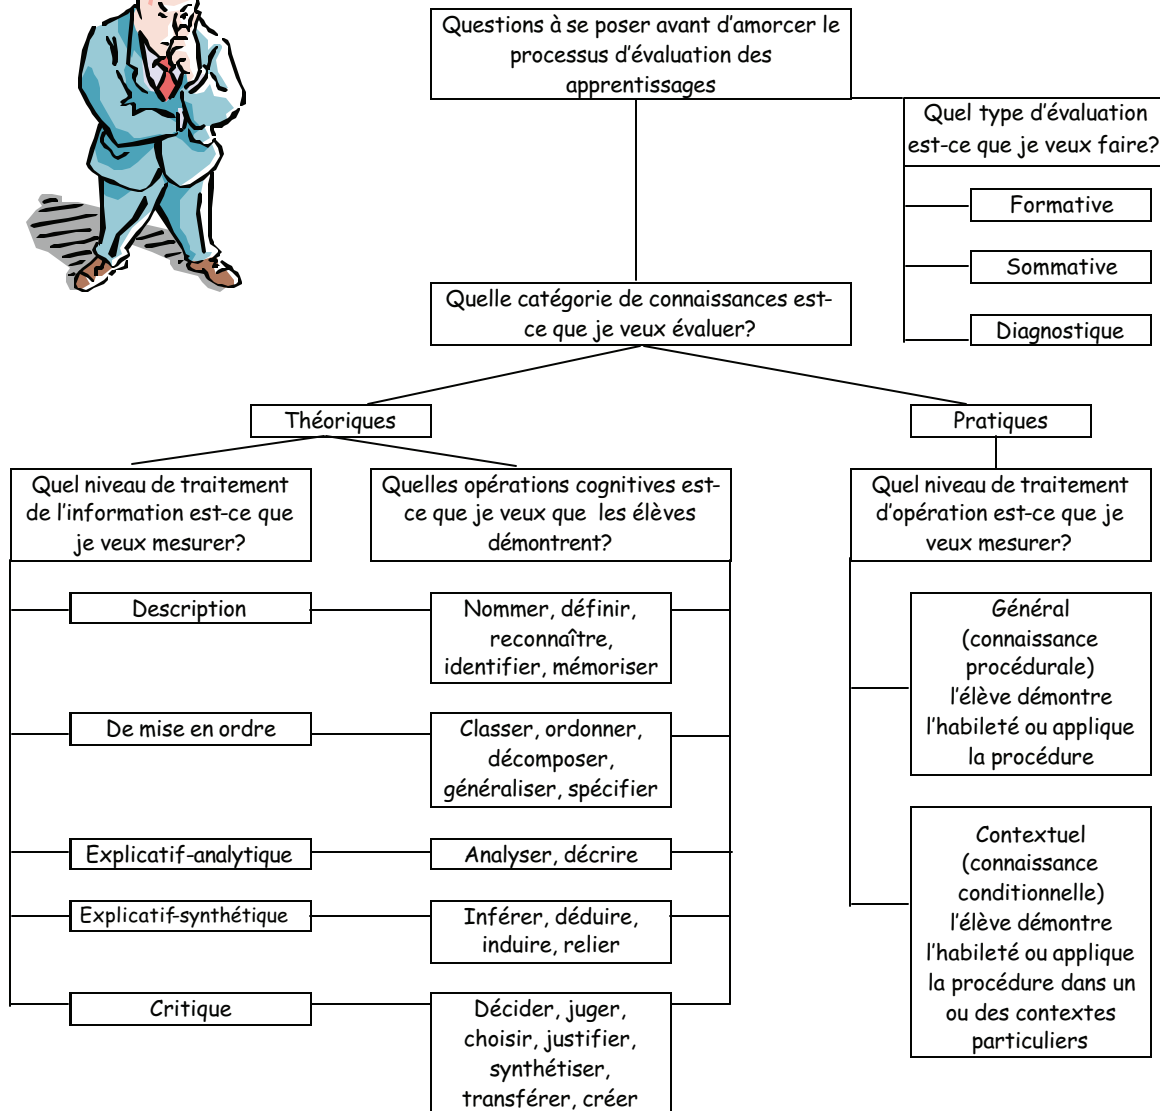 Questions à se poser avant d'amorcer le
processus d'évaluation des
apprentissages
Quel type d'évaluation
est-ce que je veux faire?
Formative
Sommative
Diagnostique
Quelle catégorie de connaissances est-
ce que je veux évaluer?
Théoriques
Pratiques
Quel niveau de traitement
de l'information est-ce que
je veux mesurer?
Quelles opérations cognitives est-
ce que je veux que les élèves
démontrent?
Quel niveau de traitement
d'opération est-ce que je
veux mesurer?
Description
Nommer, définir,
reconnaître,
identifier, mémoriser
De mise en ordre
Classer, ordonner,
décomposer,
généraliser, spécifier
Explicatif-analytique
Analyser, décrire
Explicatif-synthétique
Inférer, déduire,
induire, relier
Critique
Décider, juger,
choisir, justifier,
synthétiser,
transférer, créer
Général
(connaissance
procédurale)
l'élève démontre
l'habileté ou applique
la procédure
Contextuel
(connaissance
conditionnelle)
l'élève démontre
l'habileté ou applique
la procédure dans un
ou des contextes
particuliers